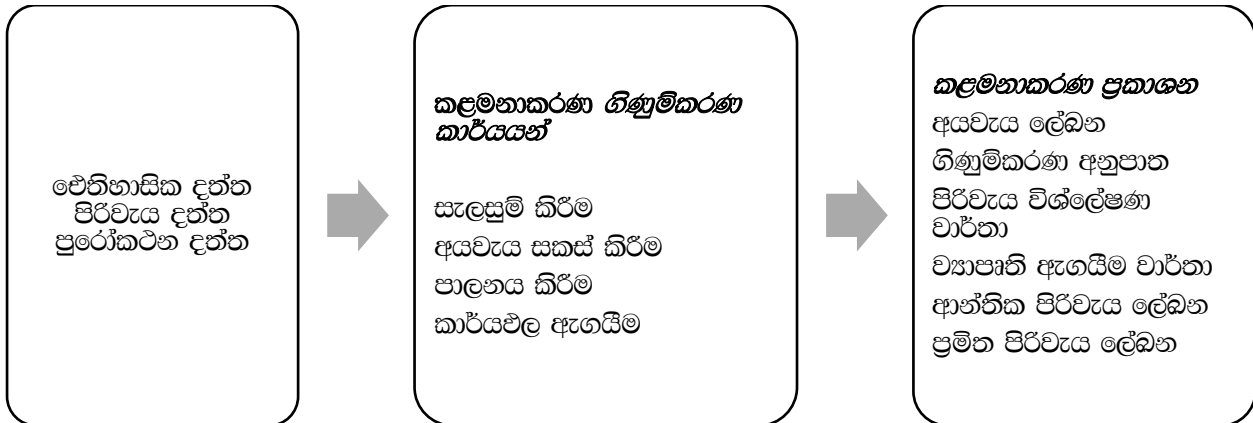 ඓතිහාසික දත්ත
පිරිවැය දත්ත
පුරෝකථන දත්ත
කළමනාකරණ ගිණුම්කරණ
කාර්යයන්
සැලසුම් කිරීම
අයවැය සකස් කිරීම
පාලනය කිරීම
කාර්යඵල ඇගයීම
කළමනාකරණ ප්‍රකාශන
අයවැය ලේඛන
ගිණුම්කරණ අනුපාත
පිරිවැය විශ්ලේෂණ
වාර්තා
ව්‍යාපෘති ඇගයීම වාර්තා
ආන්තික පිරිවැය ලේඛන
ප්‍රමිත පිරිවැය ලේඛන